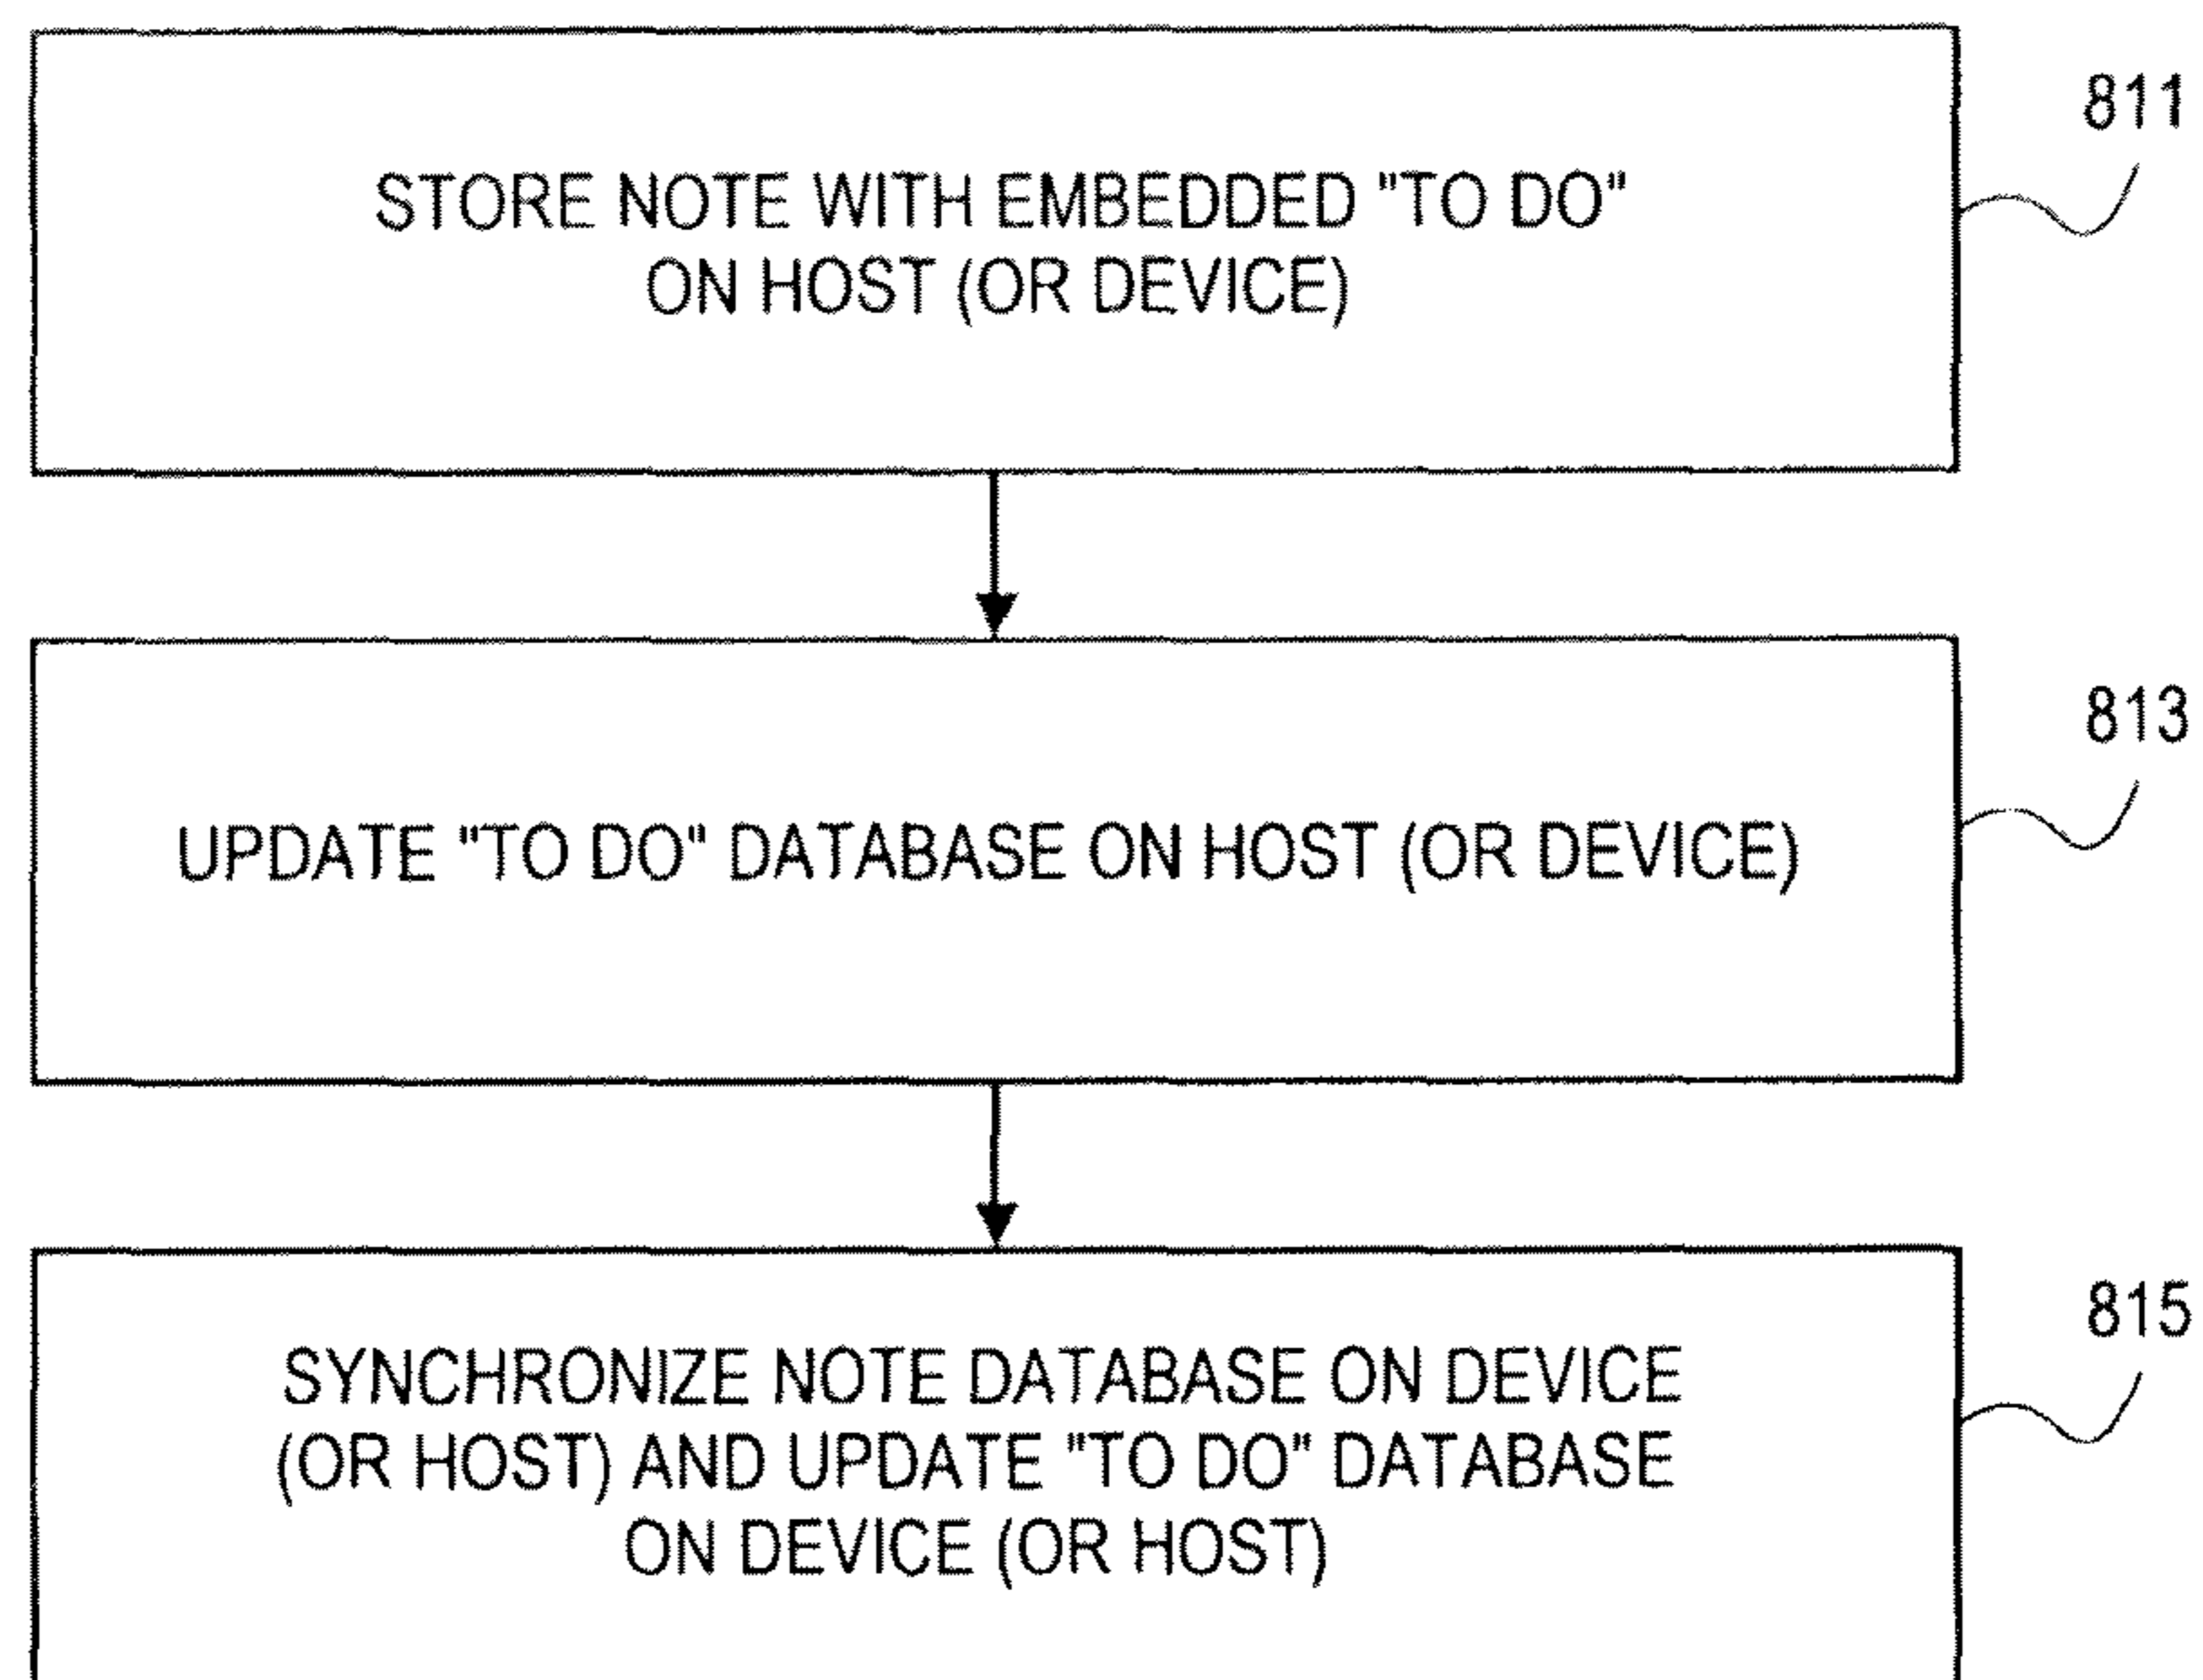 811
STORE NOTE WITH EMBEDDED "TO DO"
ON HOST (OR DEVICE)
813
UPDATE "TO DO" DATABASE ON HOST (OR DEVICE)
815
SYNCHRONIZE NOTE DATABASE ON DEVICE
(OR HOST) AND UPDATE "TO DO" DATABASE
ON DEVICE (OR HOST)